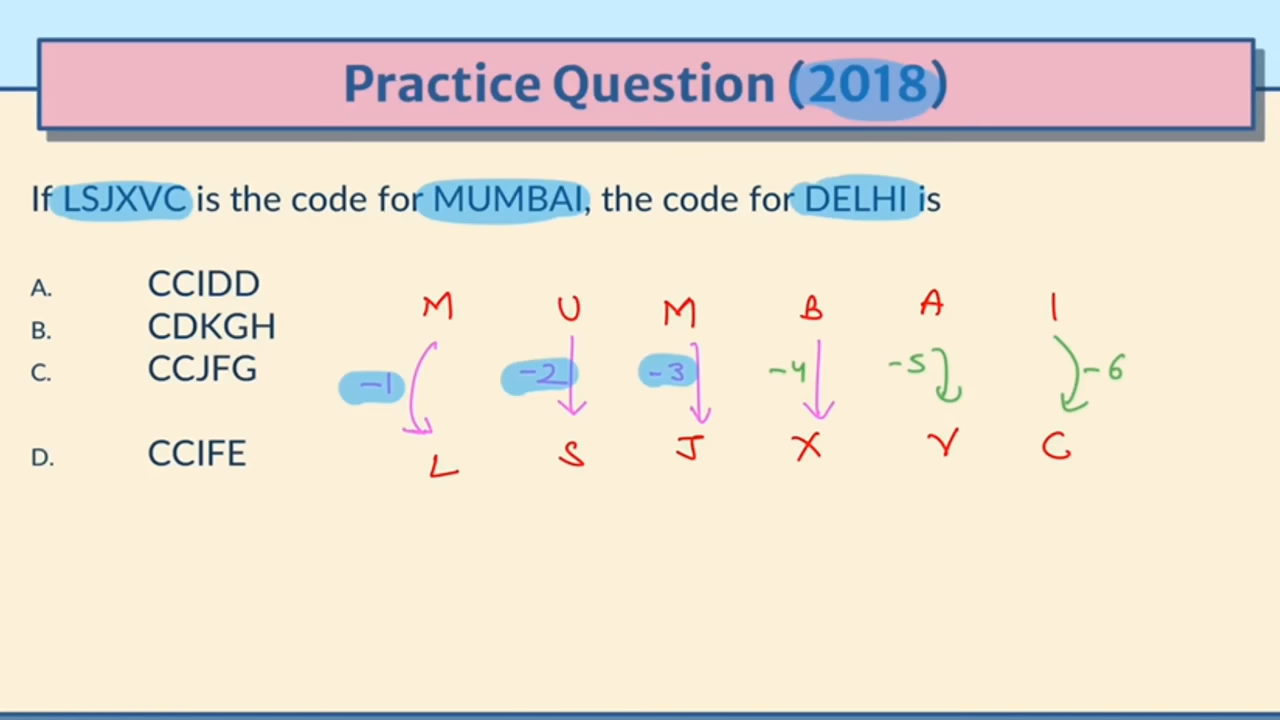 Practice Question (2018)
If LSJXVC is the code for MUMBAI, the code for DELHI is
A. CCIDD
B. CDKGH
C. CCJFG
D. CCIFE
M U M B A I
-1 -2 -3 -4 -5 -6
L S J X V C